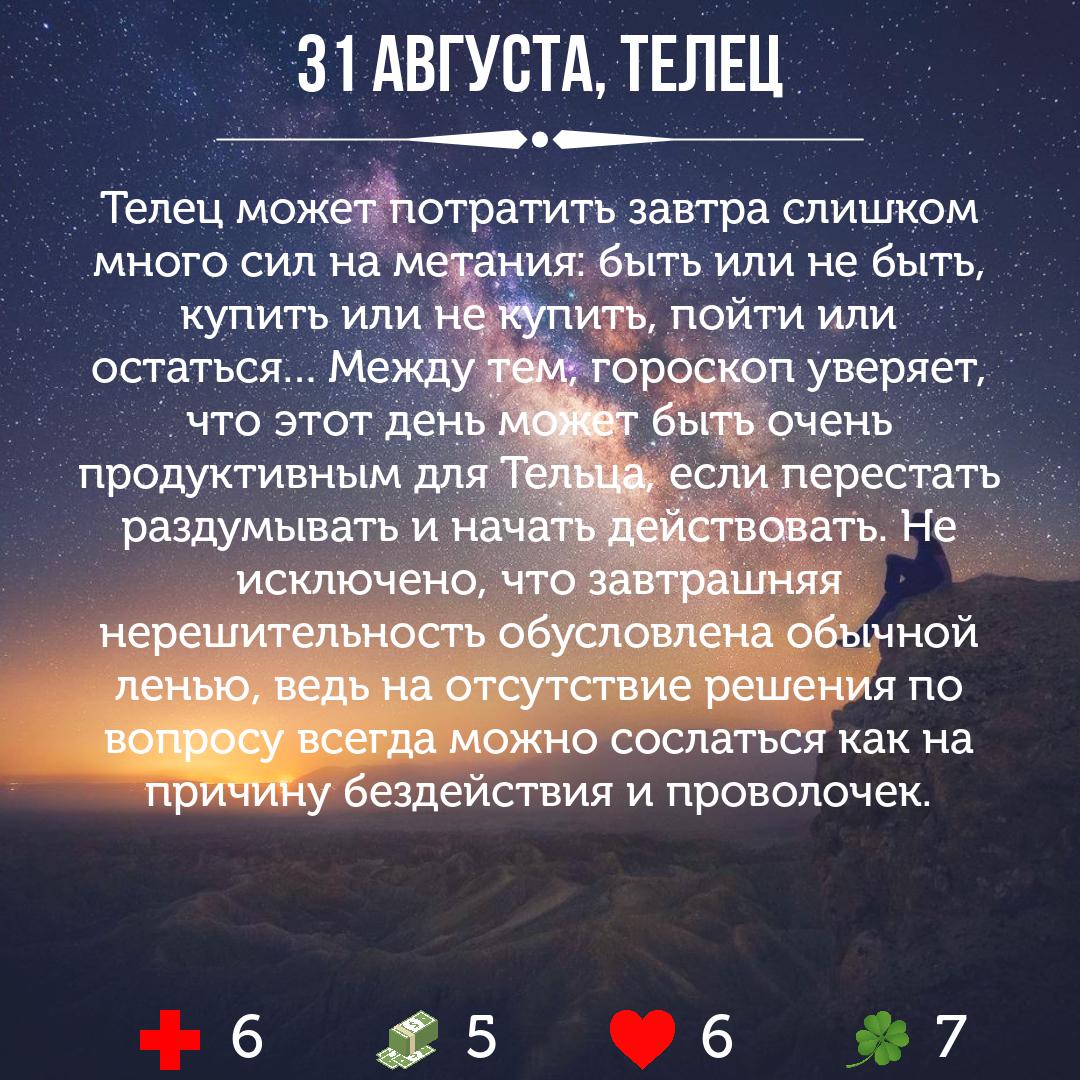 31 АВГУСТА, ТЕЛЕЦ
Телец может потратить завтра слишком
много сил на метания: быть или не быть,
купить или не купить, пойти или
остаться... Между тем, гороскоп уверяет,
что этот день может быть очень
продуктивным для Тельца, если перестать
раздумывать и начать действовать. Не
исключено, что завтрашняя
нерешительность обусловлена обычной
ленью, ведь на отсутствие решения по
вопросу всегда можно сослаться как на
причину бездействия и проволочек.
6 5 6 7